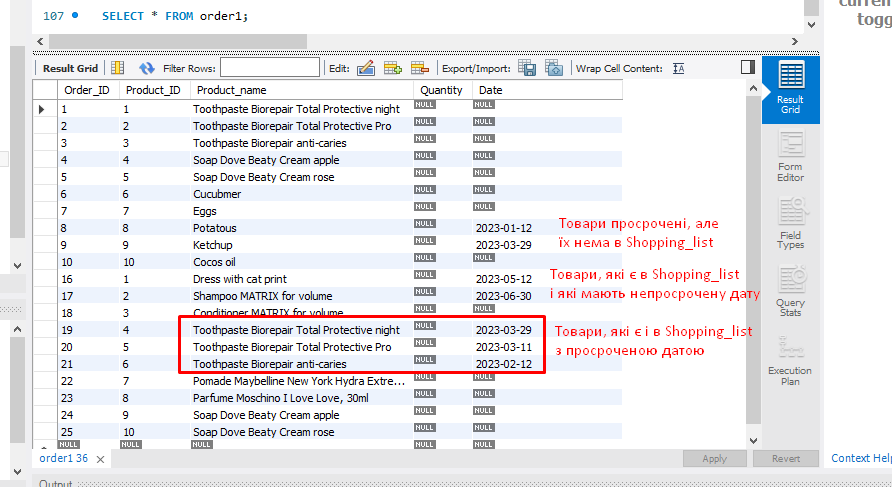 curren
togg
107 SELECT * FROM order1;
Result Grid Filter Rows: Edit: Export/Import: Wrap Cell Content:
Order_ID Product_ID Product_name Quantity Date
1 1 Toothpaste Biorepair Total Protective night NULL NULL
2 2 Toothpaste Biorepair Total Protective Pro NULL NULL
3 3 Toothpaste Biorepair anti-caries NULL NULL
4 4 Soap Dove Beaty Cream apple NULL NULL
5 5 Soap Dove Beaty Cream rose NULL NULL
6 6 Cucubmer NULL NULL
7 7 Eggs NULL NULL
8 8 Potatous NULL 2023-01-12
9 9 Ketchup NULL 2023-03-29
10 10 Cocos oil NULL NULL
16 1 Dress with cat print NULL 2023-05-12
17 2 Shampoo MATRIX for volume NULL 2023-06-30
18 3 Conditioner MATRIX for volume NULL NULL
19 4 Toothpaste Biorepair Total Protective night NULL 2023-03-29
20 5 Toothpaste Biorepair Total Protective Pro NULL 2023-03-11
21 6 Toothpaste Biorepair anti-caries NULL 2023-02-12
22 7 Pomade Maybelline New York Hydra Extre... NULL NULL
23 8 Parfume Moschino I Love Love, 30ml NULL NULL
24 9 Soap Dove Beaty Cream apple NULL NULL
25 10 Soap Dove Beaty Cream rose NULL NULL
NULL NULL NULL NULL NULL
Товари просрочені, але
їх нема в Shopping_list
Товари, які є в Shopping_list
і які мають непросрочену дату
Товари, які є і в Shopping_list
з просроченою датою
Result
Grid
Form
Editor
Field
Types
Query
Stats
Execution
Plan
order1 36 Apply Revert Context Help
Output